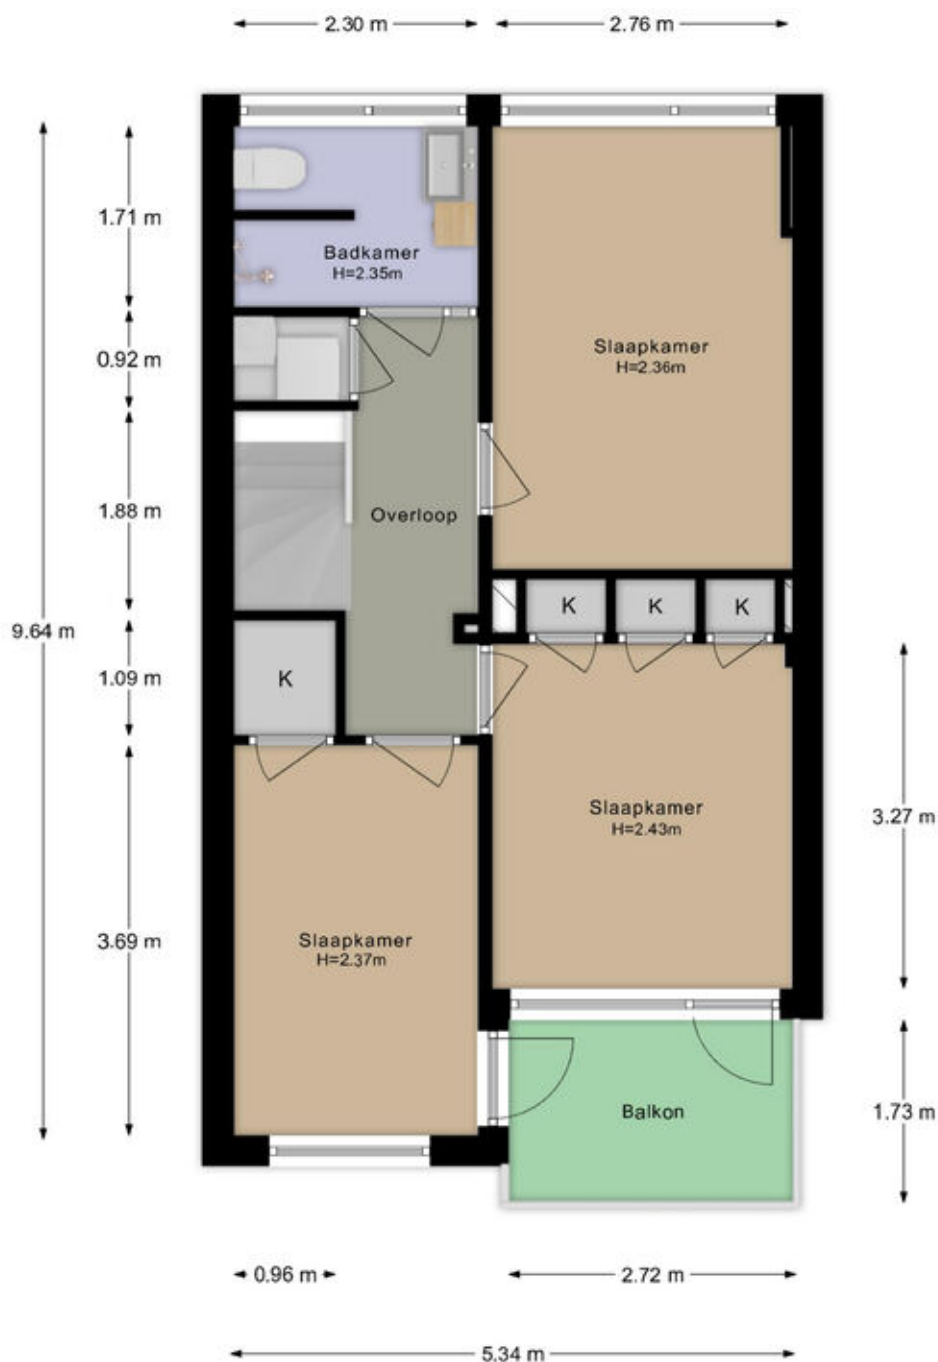 2.30 m
2.76 m
1.71 m
Badkamer
H=2.35m
0.92 m
Slaapkamer
H=2.36m
1.88 m
Overloop
9.64 m
K
K
K
1.09 m
K
3.27 m
Slaapkamer
H=2.43m
3.69 m
Slaapkamer
H=2.37m
Balkon
1.73 m
0.96 m
2.72 m
5.34 m